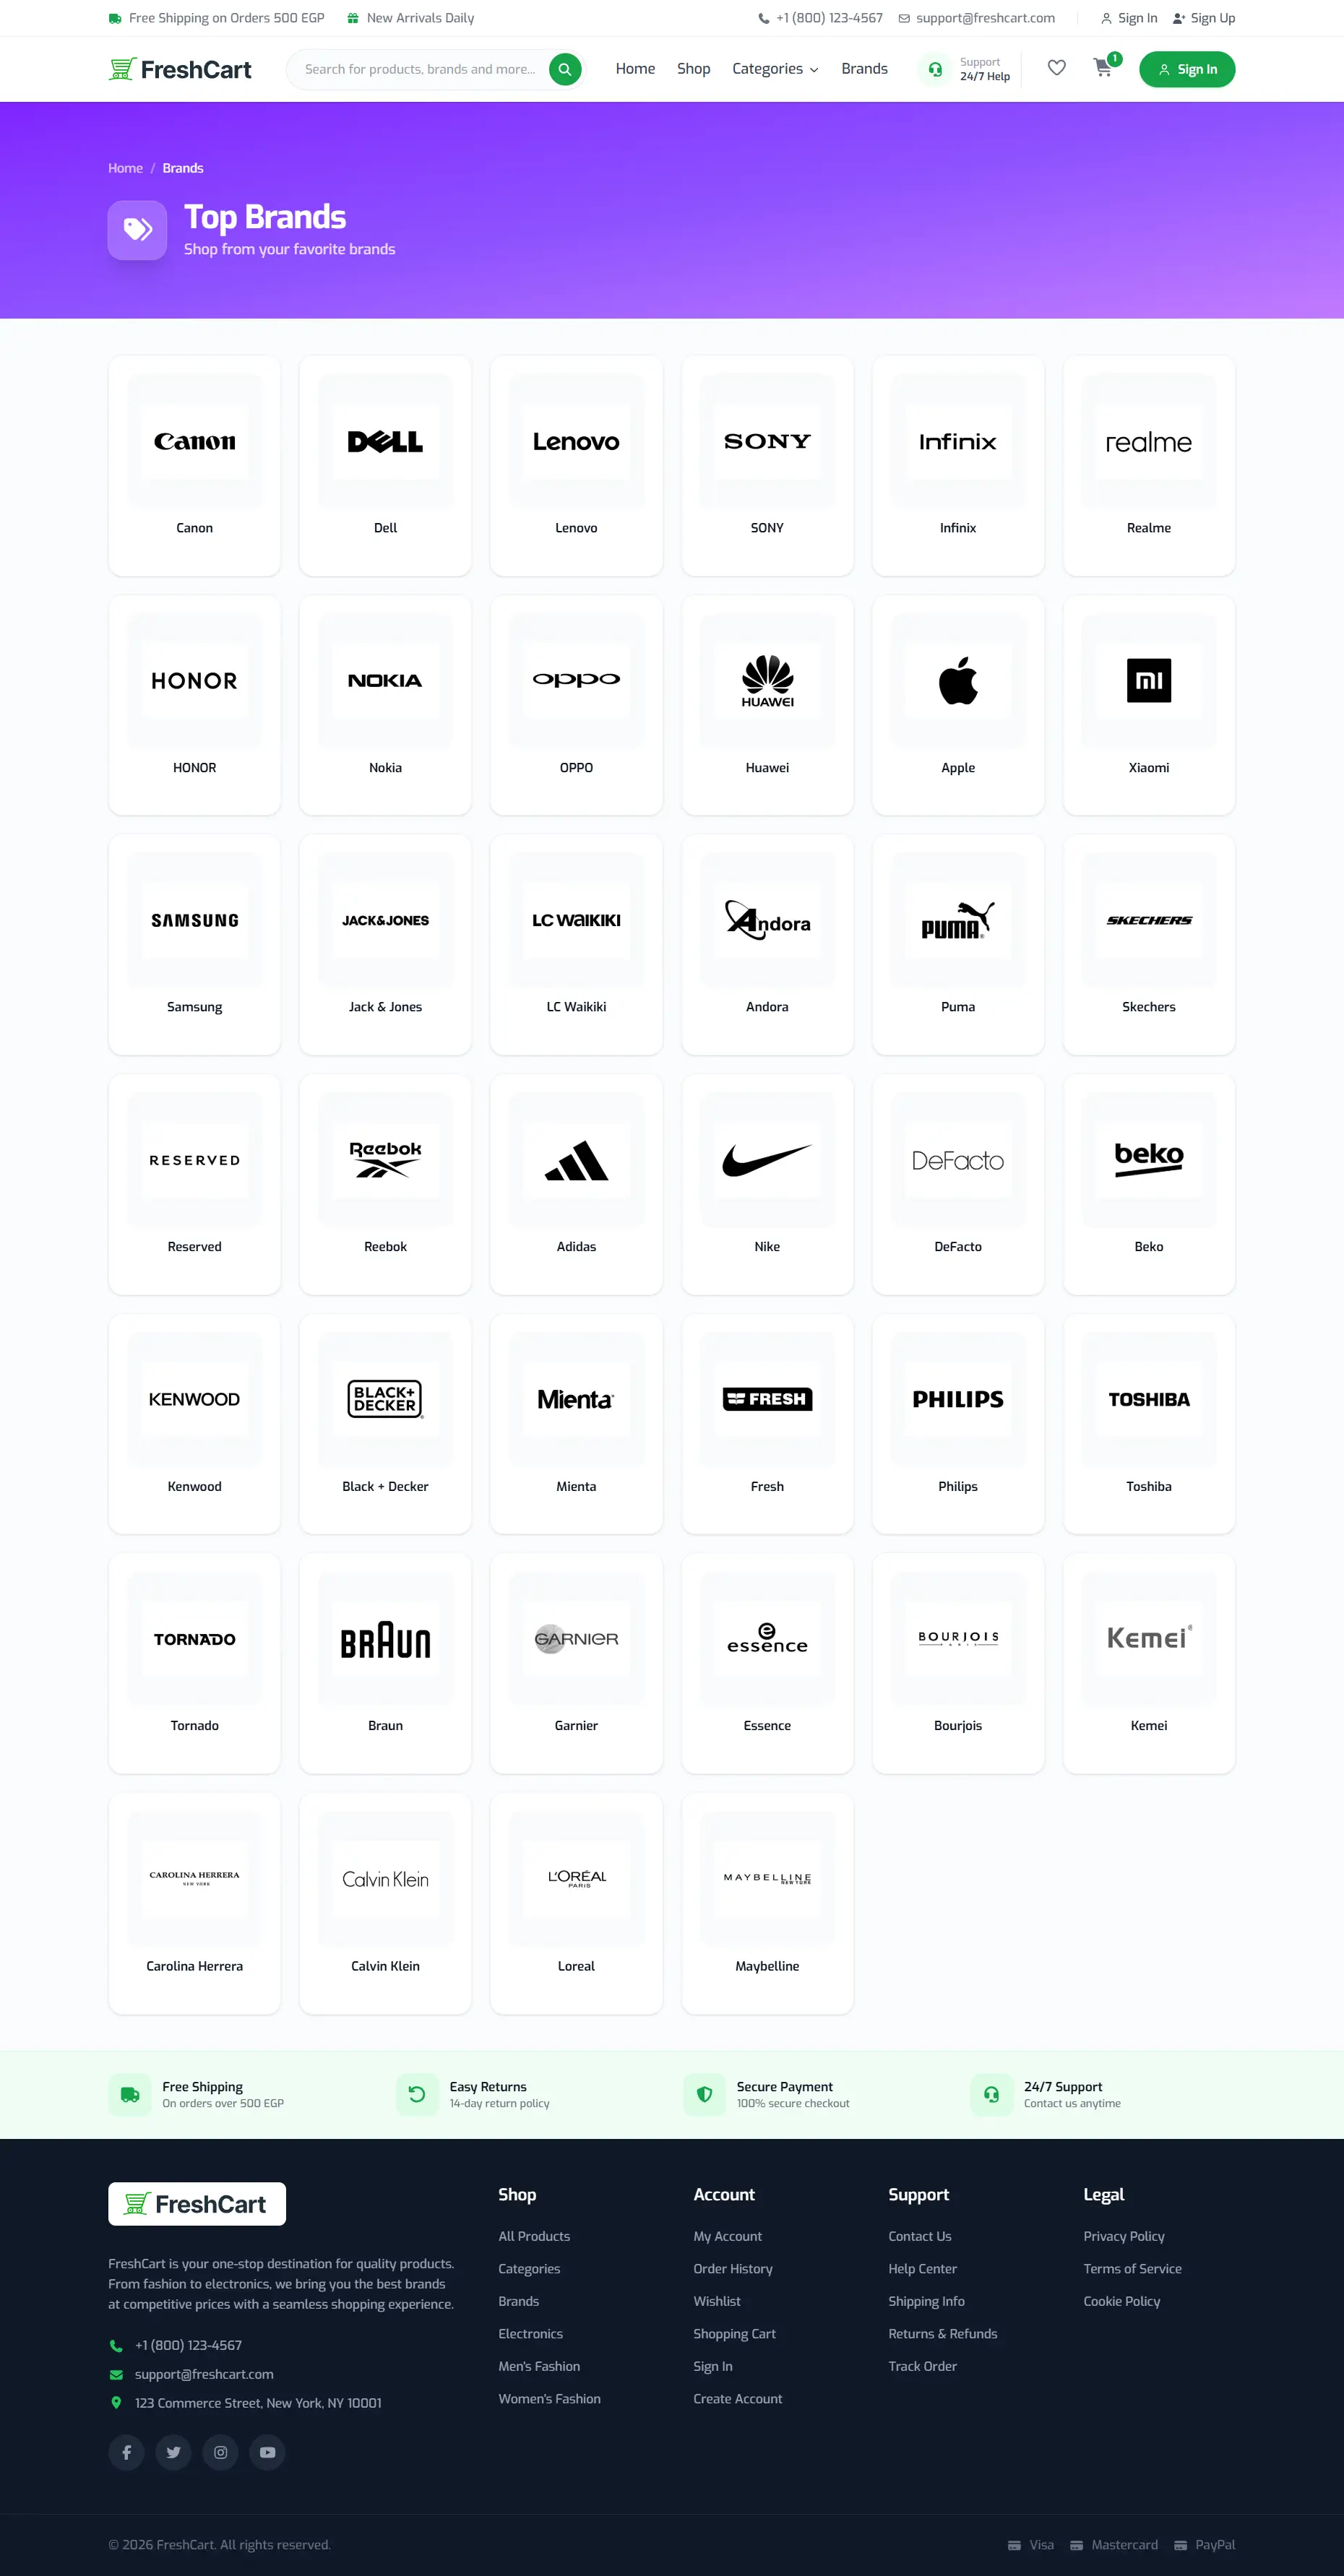 Free Shipping on Orders 500 EGP New Arrivals Daily +1 (800) 123-4567 support@freshcart.com Sign In Sign Up
FreshCart Search for products, brands and more... Home Shop Categories Brands Support 24/7 Help 1 Sign In
Home / Brands
Top Brands
Shop from your favorite brands
Canon DELL Lenovo SONY Infinix realme
Canon Dell Lenovo SONY Infinix Realme
HONOR NOKIA oppo HUAWEI mi
HONOR Nokia OPPO Huawei Apple Xiaomi
SAMSUNG JACK&JONES LC WAIKIKI Andora PUMA® SKECHERS
Samsung Jack & Jones LC Waikiki Andora Puma Skechers
RESERVED Reebok DeFacto beko
Reserved Reebok Adidas Nike DeFacto Beko
KENWOOD BLACK+ DECKER® Mienta® FRESH PHILIPS TOSHIBA
Kenwood Black + Decker Mienta Fresh Philips Toshiba
TORNADO BRAUN GARNIER e essence BOURJOIS Kemei®
Tornado Braun Garnier Essence Bourjois Kemei
CAROLINA HERRERA NEW YORK Calvin Klein L'ORÉAL PARIS MAYBELLINE NEW YORK
Carolina Herrera Calvin Klein Loreal Maybelline
Free Shipping Easy Returns Secure Payment 24/7 Support
On orders over 500 EGP 14-day return policy 100% secure checkout Contact us anytime
FreshCart
FreshCart is your one-stop destination for quality products.
From fashion to electronics, we bring you the best brands
at competitive prices with a seamless shopping experience.
+1 (800) 123-4567
support@freshcart.com
123 Commerce Street, New York, NY 10001
Shop
All Products
Categories
Brands
Electronics
Men's Fashion
Women's Fashion
Account
My Account
Order History
Wishlist
Shopping Cart
Sign In
Create Account
Support
Contact Us
Help Center
Shipping Info
Returns & Refunds
Track Order
Legal
Privacy Policy
Terms of Service
Cookie Policy
© 2026 FreshCart. All rights reserved. Visa Mastercard PayPal